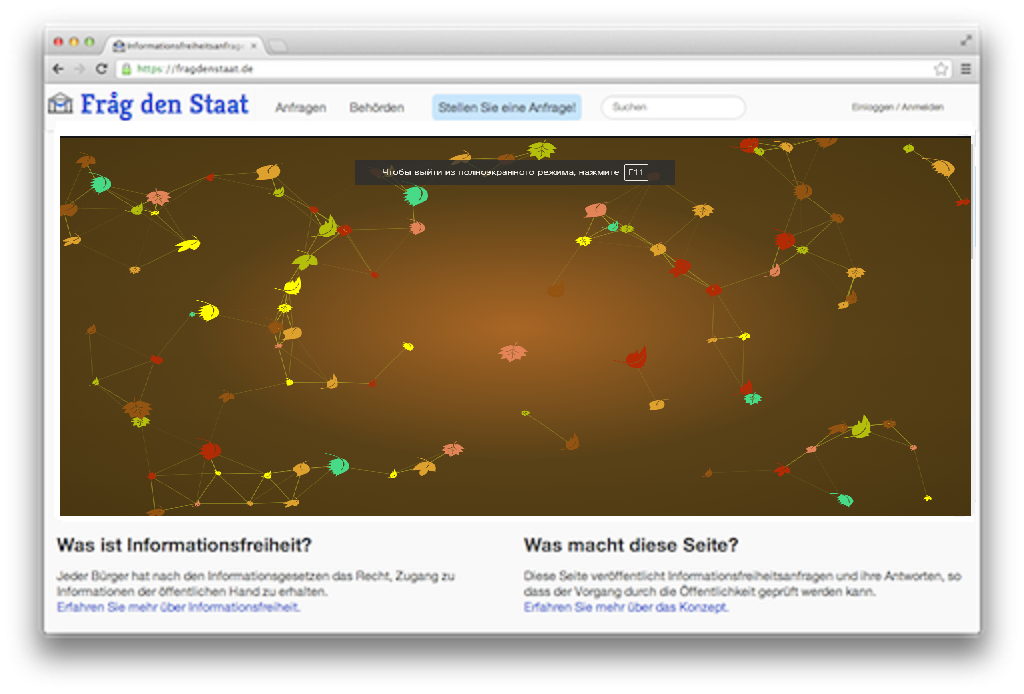 Informationsfreiheitsanfrage
https://fragdenstaat.de
Fråg den Staat
Anfragen
Behörden
Stellen Sie eine Anfrage!
Suchen
Einloggen / Anmelden
Чтобы выйти из полноэкранного режима, нажмите F11
Was ist Informationsfreiheit?
Jeder Bürger hat nach den Informationsgesetzen das Recht, Zugang zu
Informationen der öffentlichen Hand zu erhalten.
Erfahren Sie mehr über Informationsfreiheit.
Was macht diese Seite?
Diese Seite veröffentlicht Informationsfreiheitsanfragen und ihre Antworten, so
dass der Vorgang durch die Öffentlichkeit geprüft werden kann.
Erfahren Sie mehr über das Konzept.